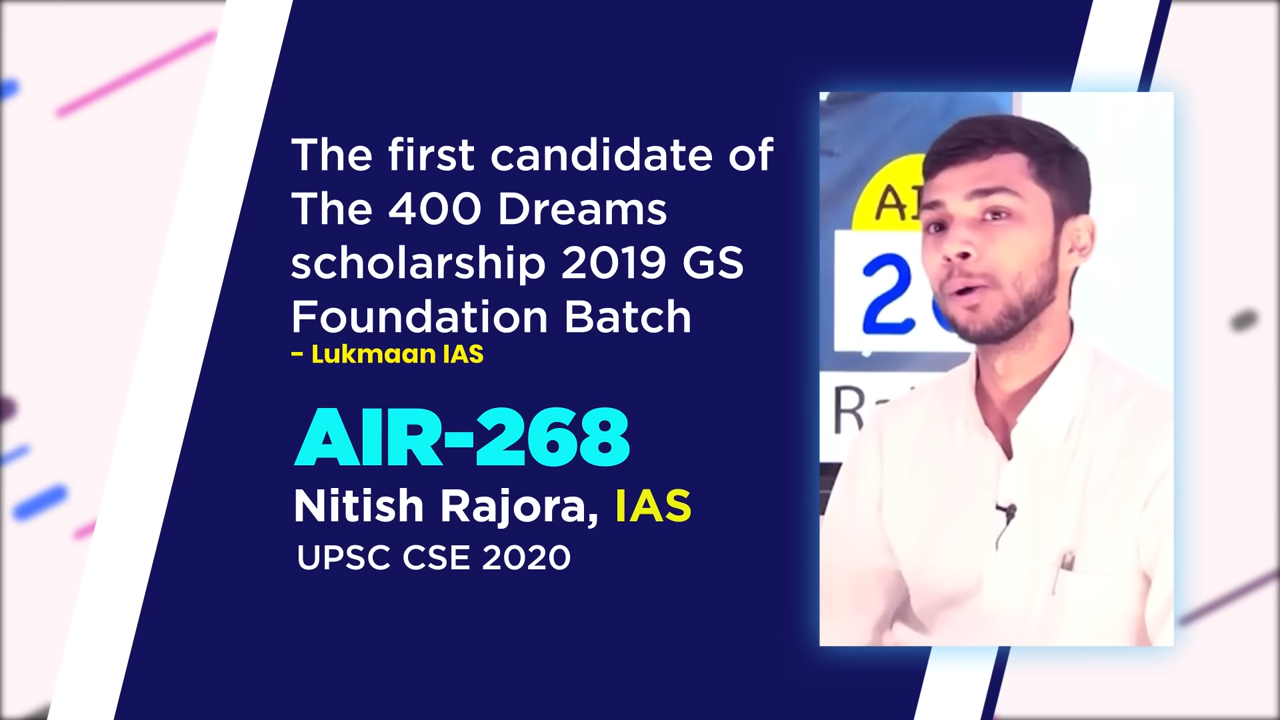 The first candidate of
The 400 Dreams
scholarship 2019 GS
Foundation Batch
– Lukmaan IAS
AIR-268
Nitish Rajora, IAS
UPSC CSE 2020